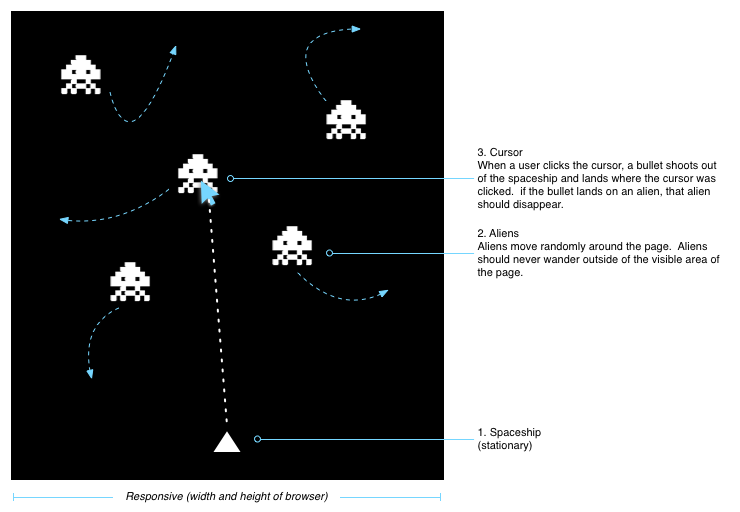 3. Cursor
When a user clicks the cursor, a bullet shoots out
of the spaceship and lands where the cursor was
clicked.  if the bullet lands on an alien, that alien
should disappear.
2. Aliens
Aliens move randomly around the page.  Aliens
should never wander outside of the visible area of
the page.
1. Spaceship
(stationary)
Responsive (width and height of browser)